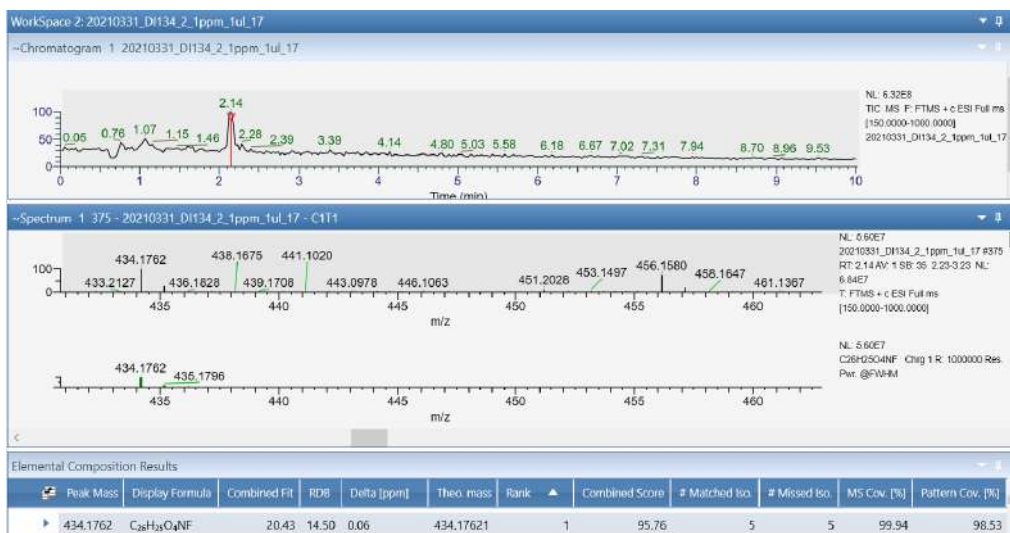 WorkSpace 2: 20210331_DI134_2_1ppm_1ul_17
~Chromatogram 1 20210331_DI134_2_1ppm_1ul_17
2.14
100
50
0
0.05
0.76
1.07
1.15
1.46
2.28
2.39
3.39
4.14
4.80
5.03
5.58
6.18
6.67
7.02
7.31
7.94
8.70
8.96
9.53
0 1 2 3 4 5 6 7 8 9 10
Time (min)
NL: 6.32E8
TIC: MS F: FTMS + c ESI Full ms
[150.0000-1000.0000]
20210331_DI134_2_1ppm_1ul_17
~Spectrum 1 375 - 20210331_DI134_2_1ppm_1ul_17 - C1T1
100
0
434.1762
433.2127
436.1828
438.1675
439.1708
441.1020
443.0978
446.1063
451.2028
453.1497
456.1580
458.1647
461.1367
435 440 445 450 455 460
m/z
NL: 5.60E7
20210331_DI134_2_1ppm_1ul_17 #375
RT: 2.14 AV: 1 SB: 35 2.23-3.23 NL:
6.84E7
T: FTMS + c ESI Full ms
[150.0000-1000.0000]
434.1762
435.1796
435 440 445 450 455 460
m/z
NL: 5.60E7
C26H25O4NF Chrg 1 R: 1000000 Res.
Pwr. @FWHM
Elemental Composition Results
Peak Mass Display Formula Combined Fit RDB Delta [ppm] Theo. mass Rank Combined Score # Matched Iso. # Missed Iso. MS Cov. [%] Pattern Cov. [%]
434.1762 C₂₆H₂₅O₄NF 20.43 14.50 0.06 434.17621 1 95.76 5 5 99.94 98.53